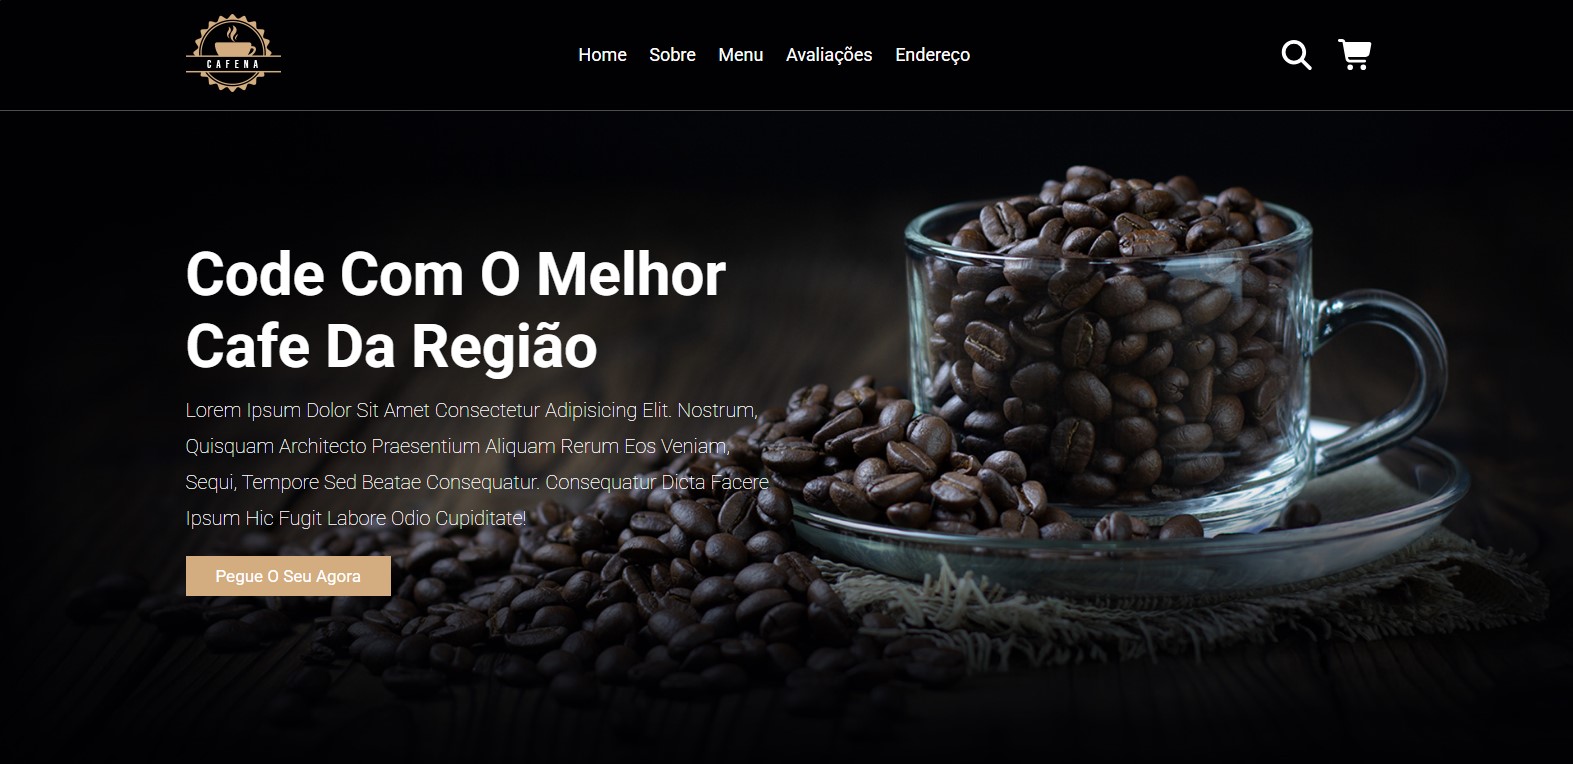 CAFENA
Home Sobre Menu Avaliações Endereço
Code Com O Melhor
Cafe Da Região
Lorem Ipsum Dolor Sit Amet Consectetur Adipisicing Elit. Nostrum,
Quisquam Architecto Praesentium Aliquam Rerum Eos Veniam,
Sequi, Tempore Sed Beatae Consequatur. Consequatur Dicta Facere
Ipsum Hic Fugit Labore Odio Cupiditate!
Pegue O Seu Agora